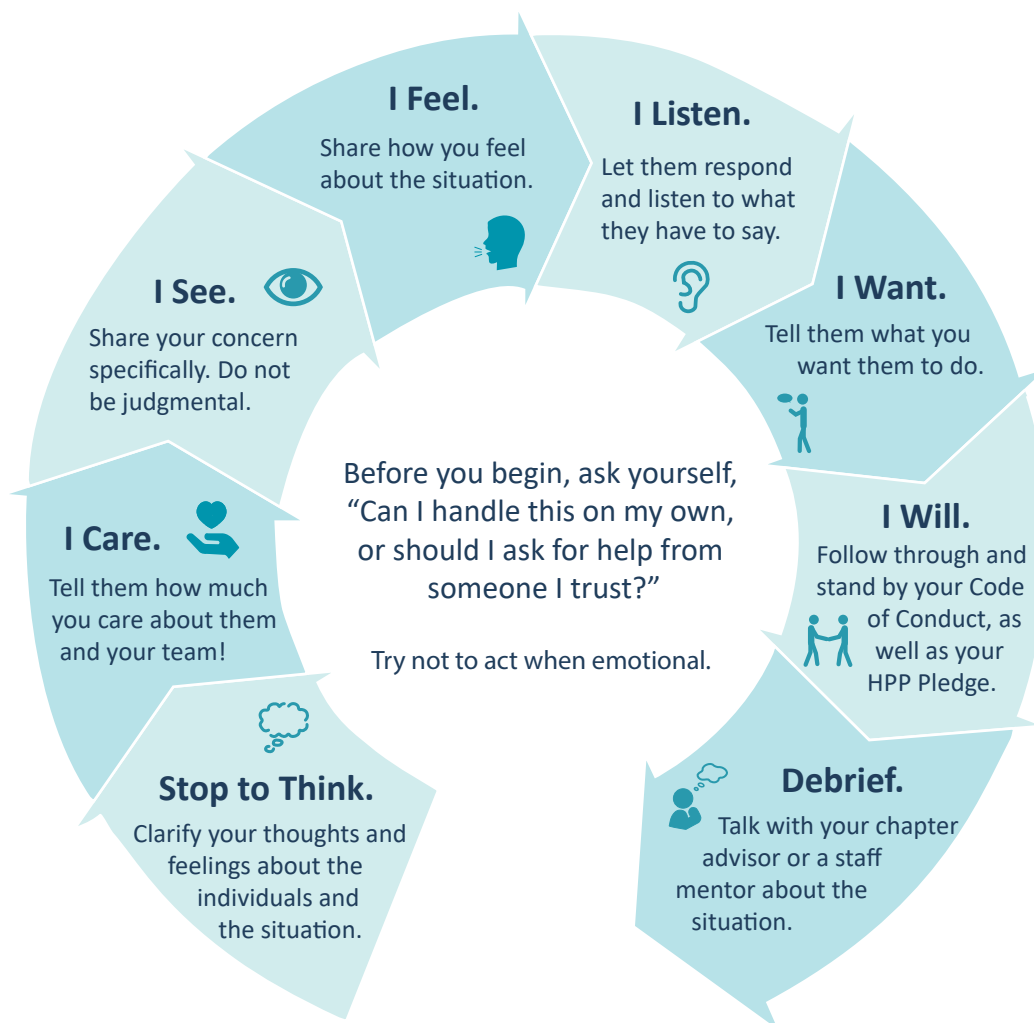 Stop to Think.
Clarify your thoughts and
feelings about the
individuals and
the situation.
I Care.
Tell them how much
you care about them
and your team!
I See.
Share your concern
specifically. Do not
be judgmental.
I Feel.
Share how you feel
about the situation.
I Listen.
Let them respond
and listen to what
they have to say.
I Want.
Tell them what you
want them to do.
I Will.
Follow through and
stand by your Code
of Conduct, as
well as your
HPP Pledge.
Debrief.
Talk with your chapter
advisor or a staff
mentor about the
situation.
Before you begin, ask yourself,
“Can I handle this on my own,
or should I ask for help from
someone I trust?”
Try not to act when emotional.